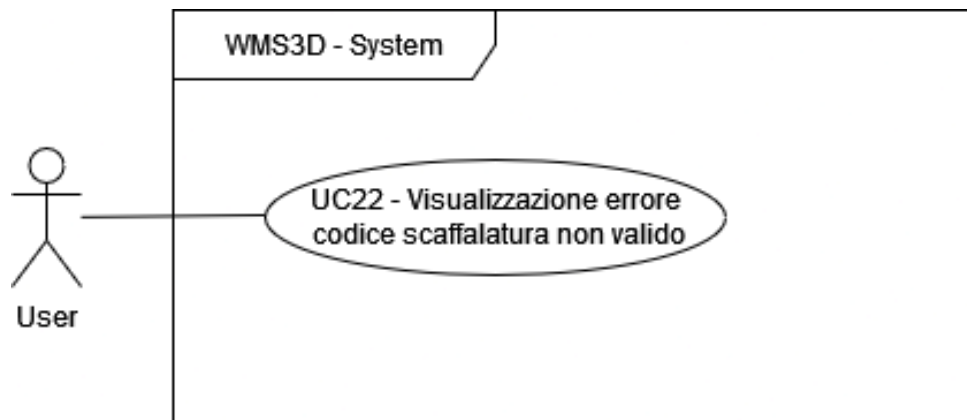 WMS3D - System
UC22 - Visualizzazione errore
codice scaffalatura non valido
User